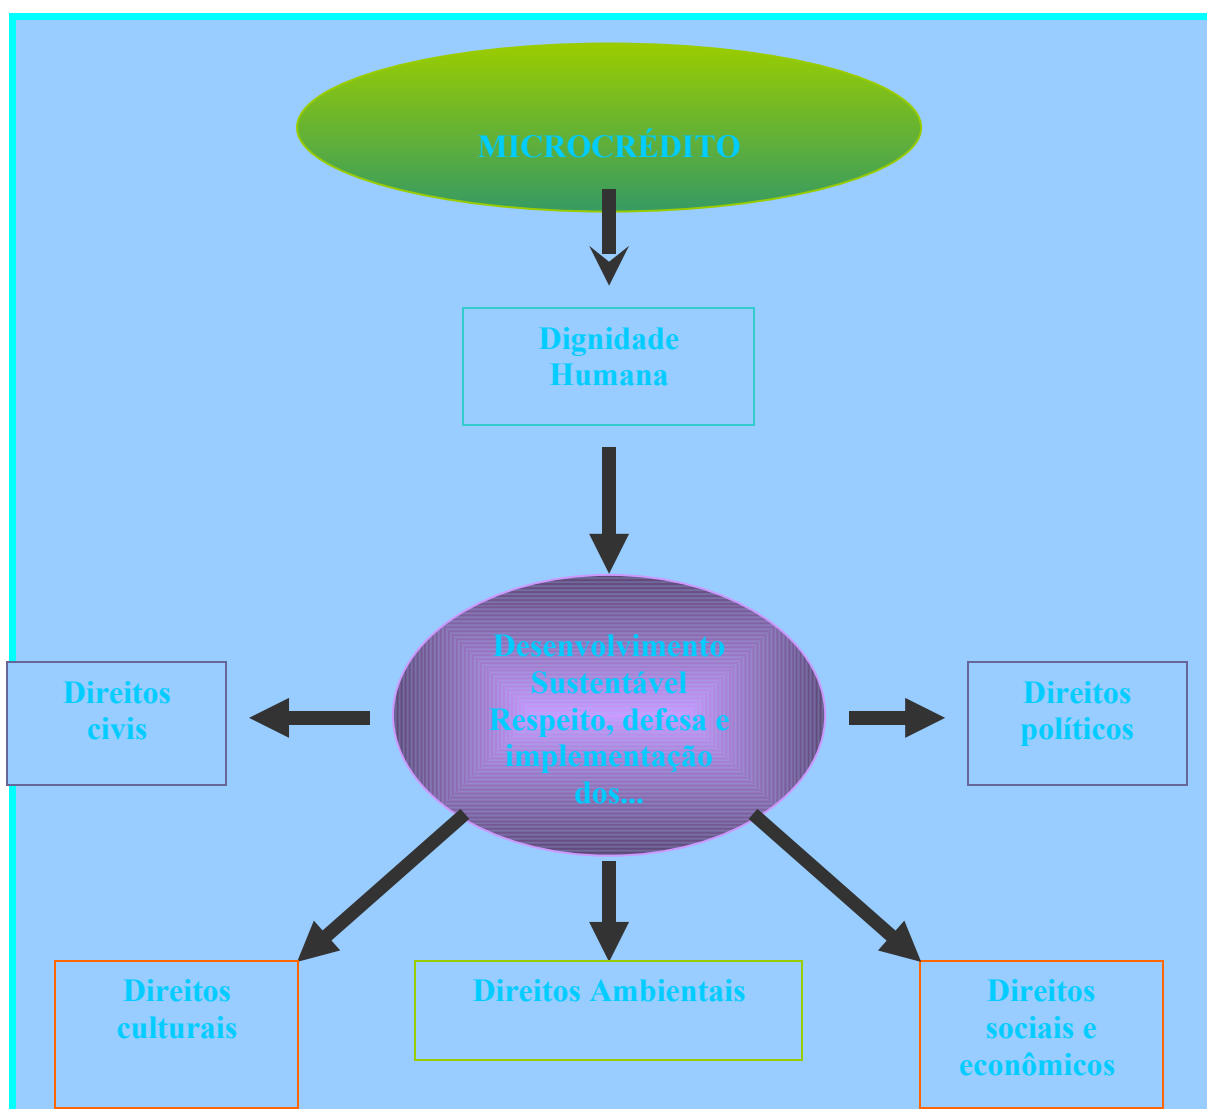 MICROCRÉDITO
Dignidade
Humana
Desenvolvimento
Sustentável
Respeito, defesa e
implementação
dos...
Direitos
civis
Direitos
políticos
Direitos
culturais
Direitos Ambientais
Direitos
sociais e
econômicos